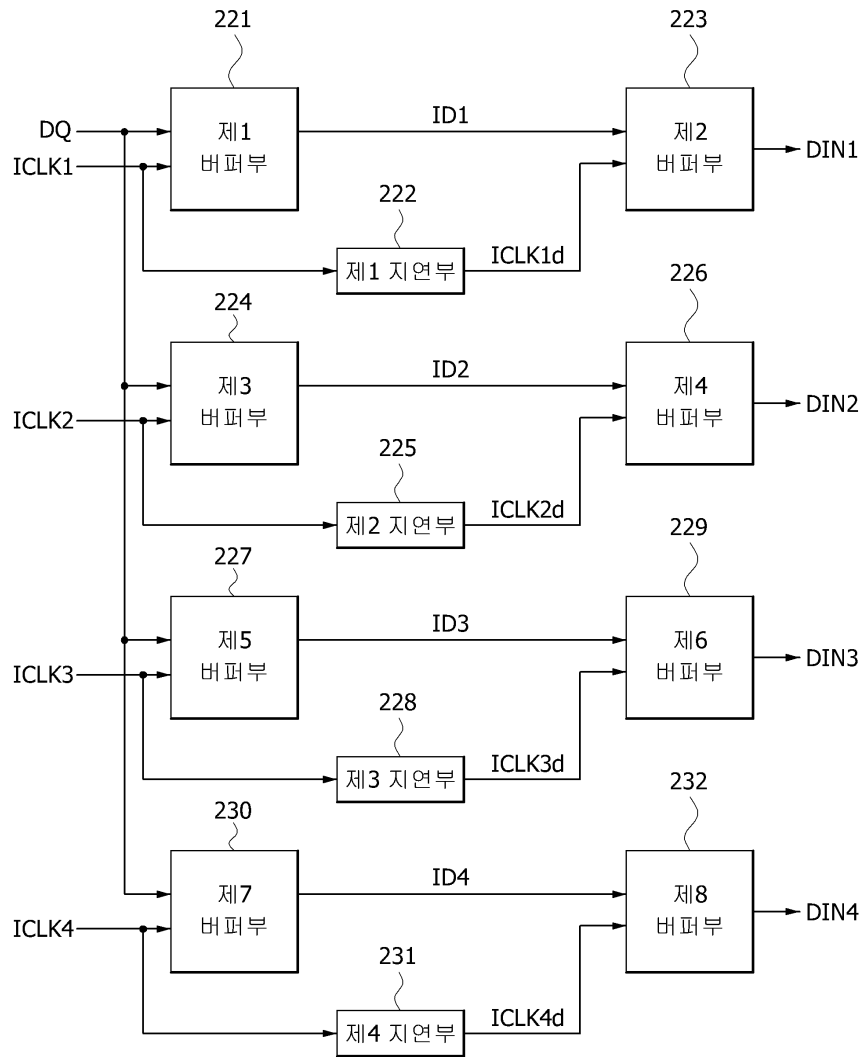 221
223
DQ
ICLK1
제1
버퍼부
ID1
제2
버퍼부
DIN1
222
제1 지연부
ICLK1d
224
226
ICLK2
제3
버퍼부
ID2
제4
버퍼부
DIN2
225
제2 지연부
ICLK2d
227
229
ICLK3
제5
버퍼부
ID3
제6
버퍼부
DIN3
228
제3 지연부
ICLK3d
230
232
ICLK4
제7
버퍼부
ID4
제8
버퍼부
DIN4
231
제4 지연부
ICLK4d